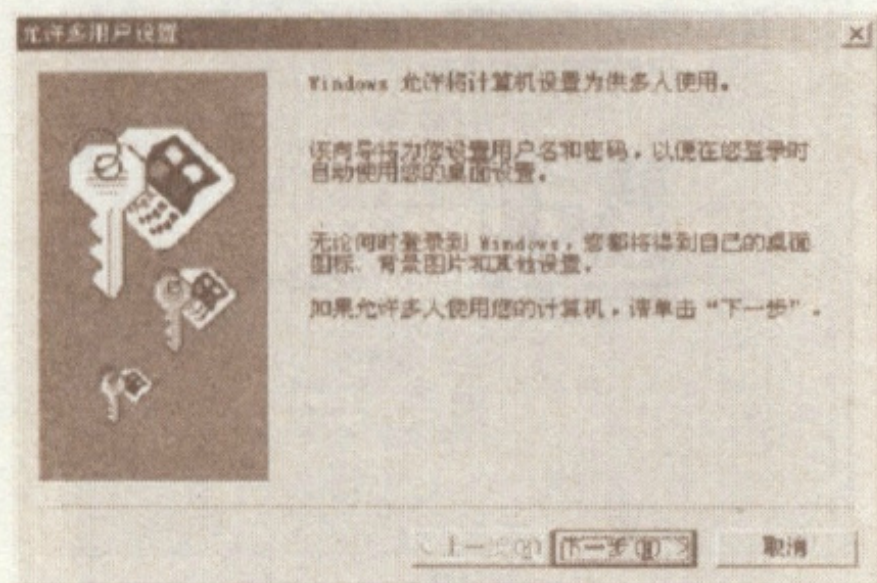 允许多用户设置
Windows 允许将计算机设置为供多人使用。
该向导将为您设置用户名和密码，以便在您登录时
自动使用您的桌面设置。
无论何时登录到 Windows，您都将得到自己的桌面
图标、背景图片和其他设置。
如果允许多人使用您的计算机，请单击“下一步”。
<上一步(B) 下一步(N)> 取消